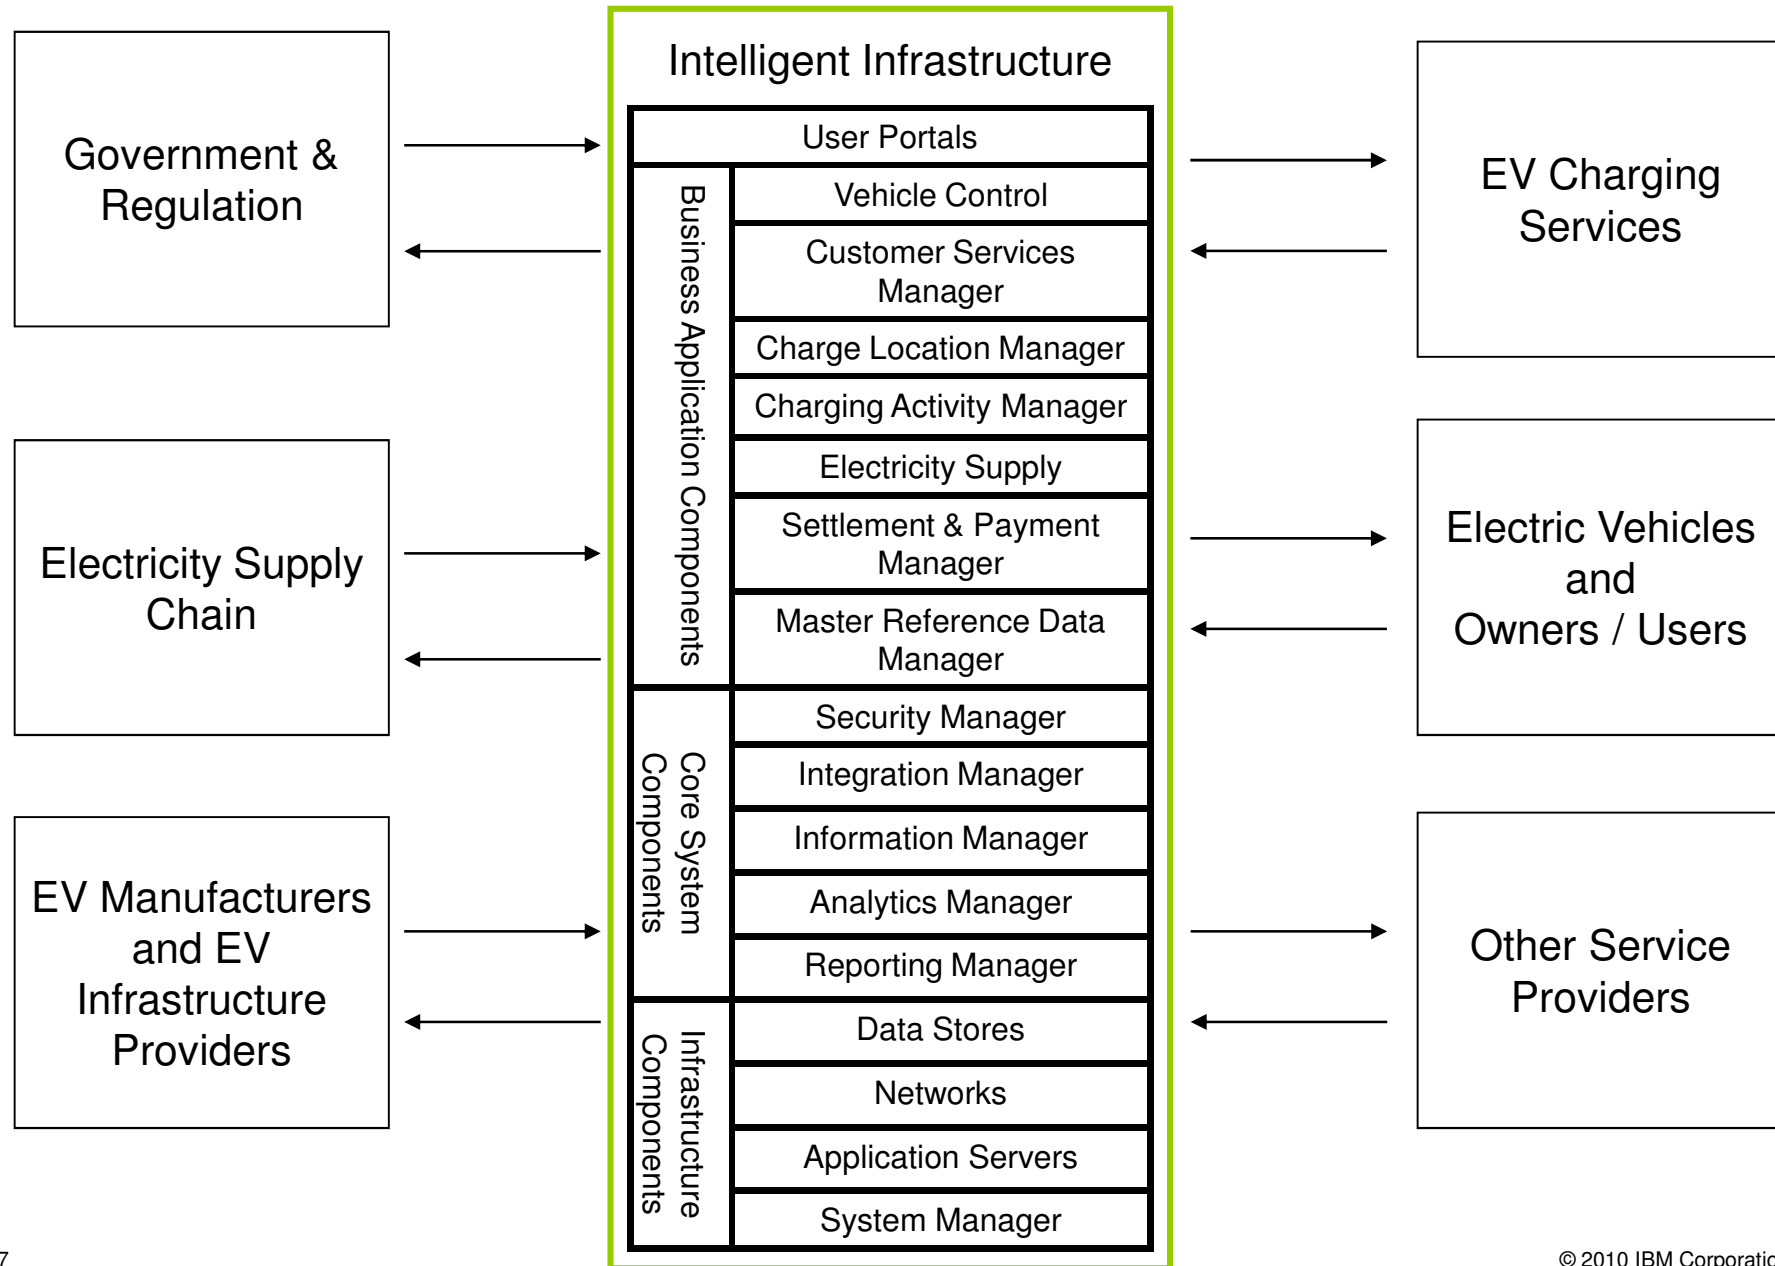 Government &
Regulation
Electricity Supply
Chain
EV Manufacturers
and EV
Infrastructure
Providers
Intelligent Infrastructure
User Portals
Business Application Components
Vehicle Control
Customer Services
Manager
Charge Location Manager
Charging Activity Manager
Electricity Supply
Settlement & Payment
Manager
Master Reference Data
Manager
Core System
Components
Security Manager
Integration Manager
Information Manager
Analytics Manager
Reporting Manager
Infrastructure
Components
Data Stores
Networks
Application Servers
System Manager
EV Charging
Services
Electric Vehicles
and
Owners / Users
Other Service
Providers
7
© 2010 IBM Corporatio